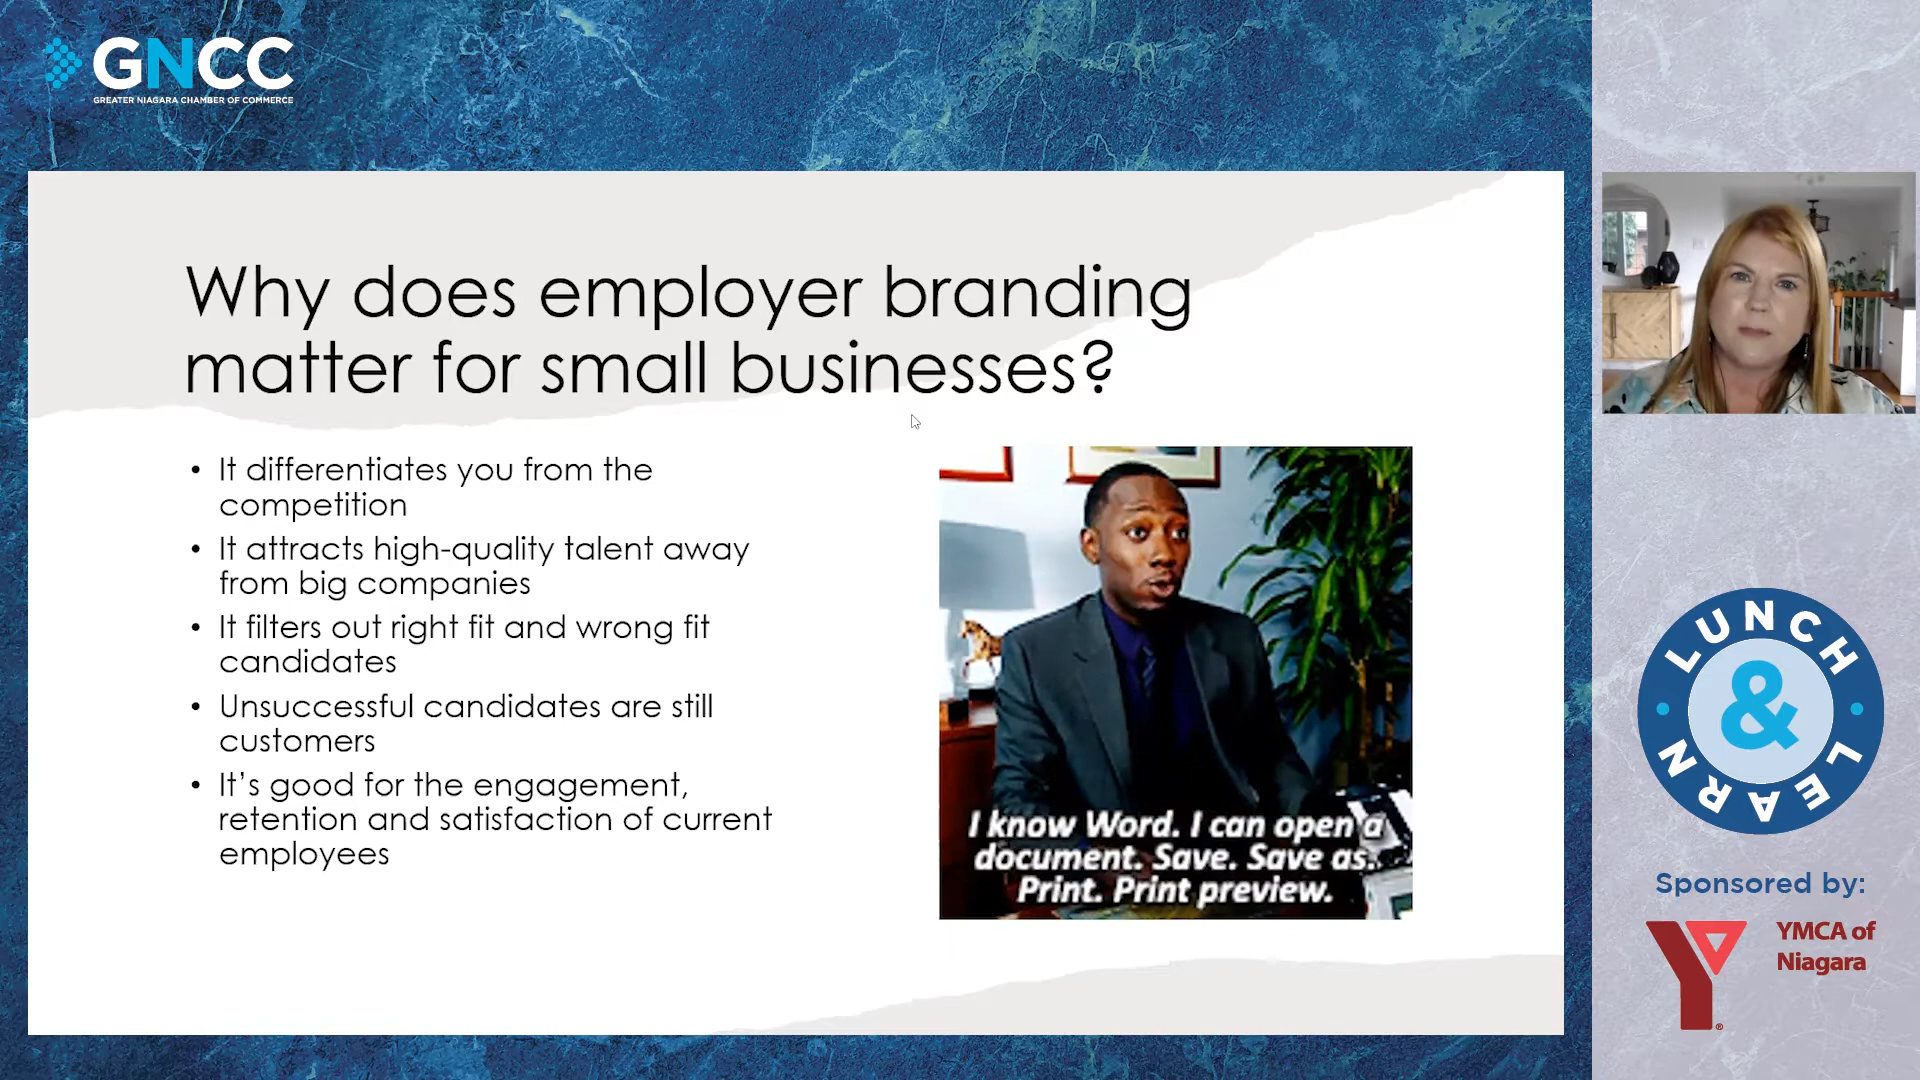 GNCC
GREATER NIAGARA CHAMBER OF COMMERCE
Why does employer branding
matter for small businesses?
• It differentiates you from the
competition
• It attracts high-quality talent away
from big companies
• It filters out right fit and wrong fit
candidates
• Unsuccessful candidates are still
customers
• It’s good for the engagement,
retention and satisfaction of current
employees
I know Word. I can open a
document. Save. Save as.
Print. Print preview.
LUNCH
&
LEARN
Sponsored by:
YMCA of
Niagara